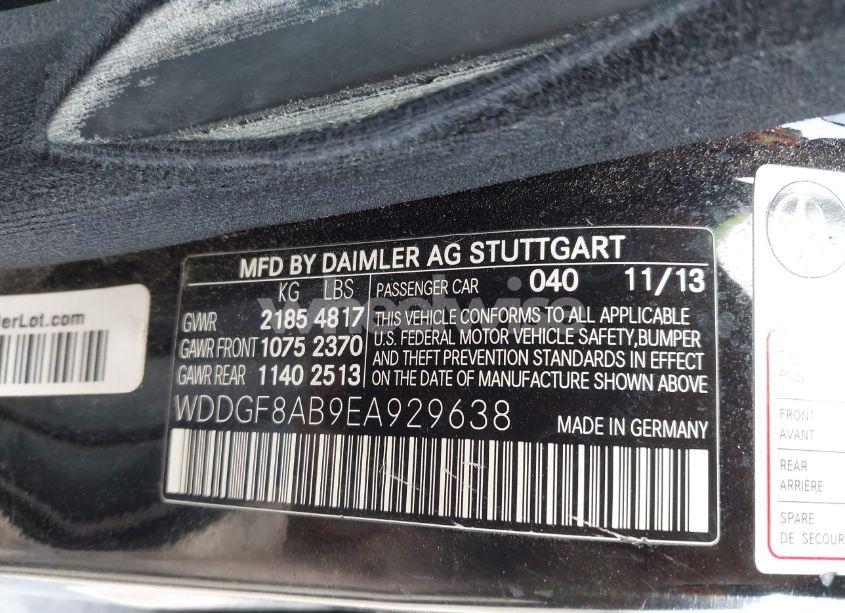 MFD BY DAIMLER AG STUTTGART
KG LBS
GVWR 2185 4817
GAWR FRONT 1075 2370
GAWR REAR 1140 2513
PASSENGER CAR 040 11/13
THIS VEHICLE CONFORMS TO ALL APPLICABLE
U.S. FEDERAL MOTOR VEHICLE SAFETY,BUMPER
AND THEFT PREVENTION STANDARDS IN EFFECT
ON THE DATE OF MANUFACTURE SHOWN ABOVE
WDDGF8AB9EA929638 MADE IN GERMANY
erLot.com
FRONT
AVANT
REAR
ARRIÈRE
SPARE
DE SECOUR